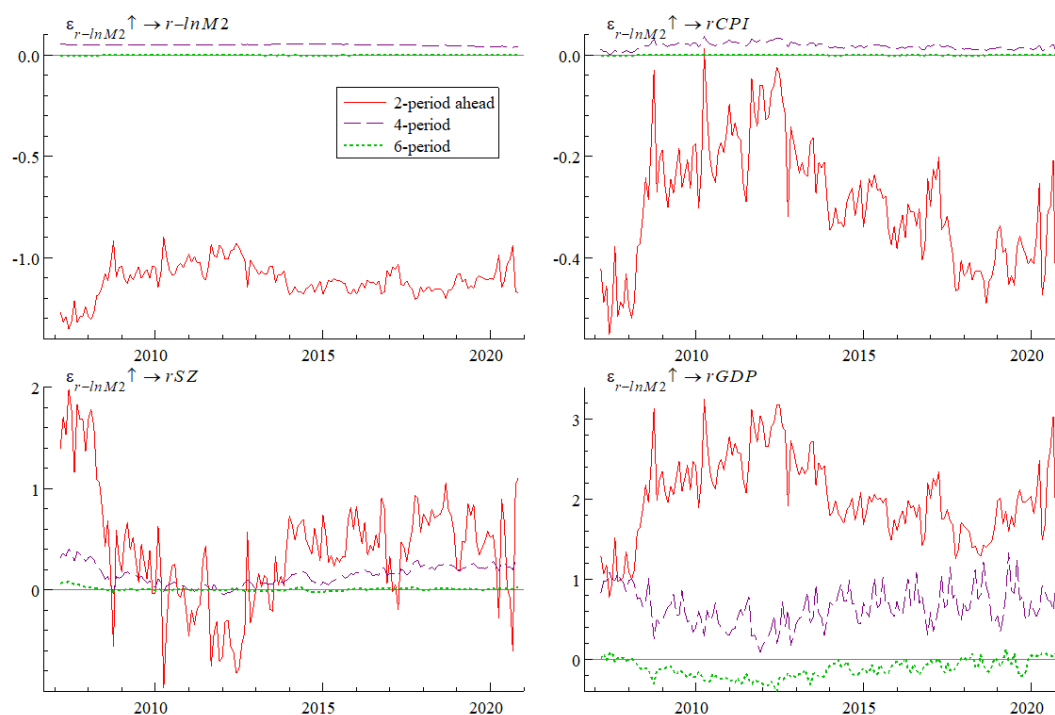 ε_{r-lnM2} ↑ → r-lnM2
0.0
-0.5
-1.0
2010 2015 2020
2-period ahead
4-period
6-period
ε_{r-lnM2} ↑ → rCPI
0.0
-0.2
-0.4
2010 2015 2020
ε_{r-lnM2} ↑ → rSZ
2
1
0
2010 2015 2020
ε_{r-lnM2} ↑ → rGDP
3
2
1
0
2010 2015 2020